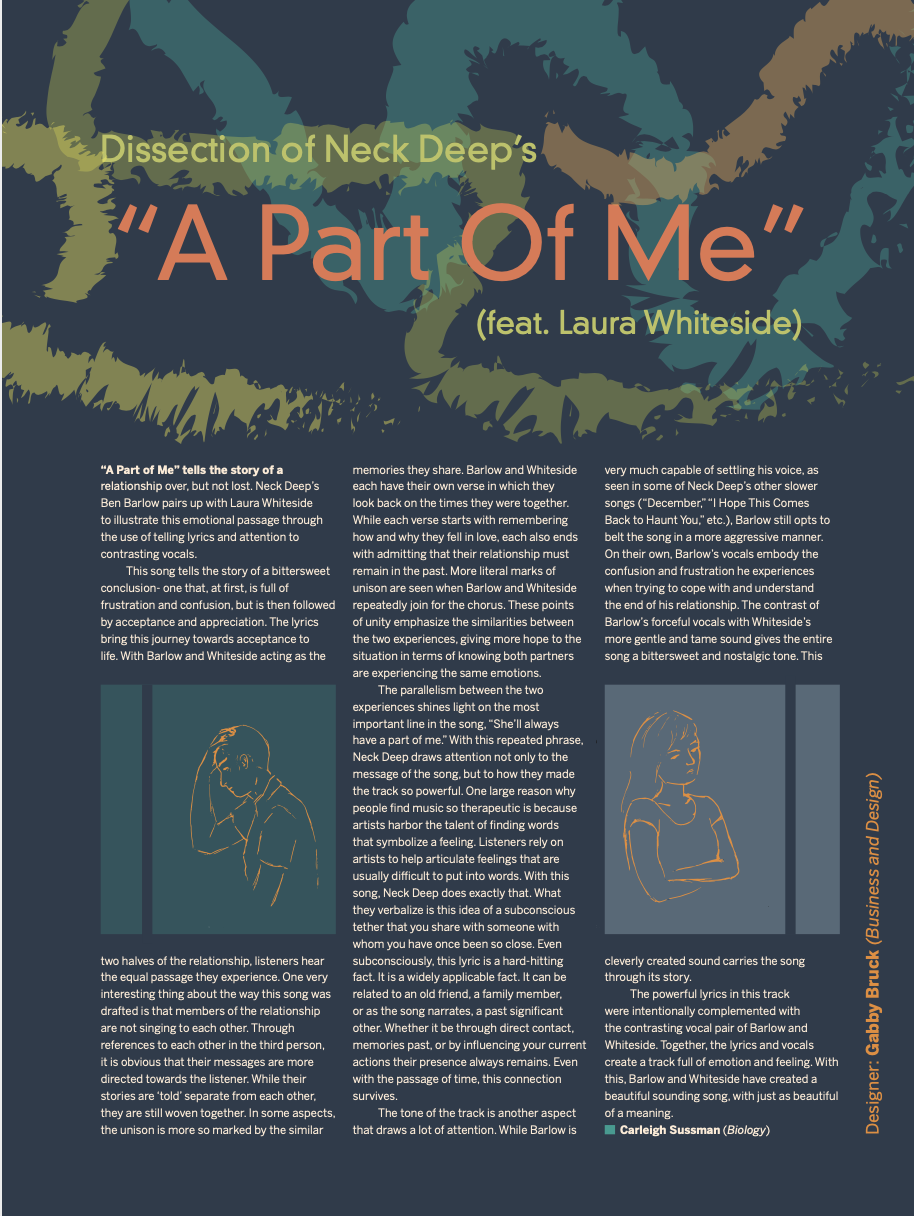 Dissection of Neck Deep's
“A Part Of Me”
(feat. Laura Whiteside)
“A Part of Me” tells the story of a
relationship over, but not lost. Neck Deep's
Ben Barlow pairs up with Laura Whiteside
to illustrate this emotional passage through
the use of telling lyrics and attention to
contrasting vocals.
This song tells the story of a bittersweet
conclusion- one that, at first, is full of
frustration and confusion, but is then followed
by acceptance and appreciation. The lyrics
bring this journey towards acceptance to
life. With Barlow and Whiteside acting as the
two halves of the relationship, listeners hear
the equal passage they experience. One very
interesting thing about the way this song was
drafted is that members of the relationship
are not singing to each other. Through
references to each other in the third person,
it is obvious that their messages are more
directed towards the listener. While their
stories are ‘told’ separate from each other,
they are still woven together. In some aspects,
the unison is more so marked by the similar
memories they share. Barlow and Whiteside
each have their own verse in which they
look back on the times they were together.
While each verse starts with remembering
how and why they fell in love, each also ends
with admitting that their relationship must
remain in the past. More literal marks of
unison are seen when Barlow and Whiteside
repeatedly join for the chorus. These points
of unity emphasize the similarities between
the two experiences, giving more hope to the
situation in terms of knowing both partners
are experiencing the same emotions.
The parallelism between the two
experiences shines light on the most
important line in the song, “She'll always
have a part of me.” With this repeated phrase,
Neck Deep draws attention not only to the
message of the song, but to how they made
the track so powerful. One large reason why
people find music so therapeutic is because
artists harbor the talent of finding words
that symbolize a feeling. Listeners rely on
artists to help articulate feelings that are
usually difficult to put into words. With this
song, Neck Deep does exactly that. What
they verbalize is this idea of a subconscious
tether that you share with someone with
whom you have once been so close. Even
subconsciously, this lyric is a hard-hitting
fact. It is a widely applicable fact. It can be
related to an old friend, a family member,
or as the song narrates, a past significant
other. Whether it be through direct contact,
memories past, or by influencing your current
actions their presence always remains. Even
with the passage of time, this connection
survives.
The tone of the track is another aspect
that draws a lot of attention. While Barlow is
very much capable of settling his voice, as
seen in some of Neck Deep's other slower
songs (“December,” “I Hope This Comes
Back to Haunt You,” etc.), Barlow still opts to
belt the song in a more aggressive manner.
On their own, Barlow's vocals embody the
confusion and frustration he experiences
when trying to cope with and understand
the end of his relationship. The contrast of
Barlow's forceful vocals with Whiteside's
more gentle and tame sound gives the entire
song a bittersweet and nostalgic tone. This
cleverly created sound carries the song
through its story.
The powerful lyrics in this track
were intentionally complemented with
the contrasting vocal pair of Barlow and
Whiteside. Together, the lyrics and vocals
create a track full of emotion and feeling. With
this, Barlow and Whiteside have created a
beautiful sounding song, with just as beautiful
of a meaning.
Carleigh Sussman (Biology)
Designer: Gabby Bruck (Business and Design)